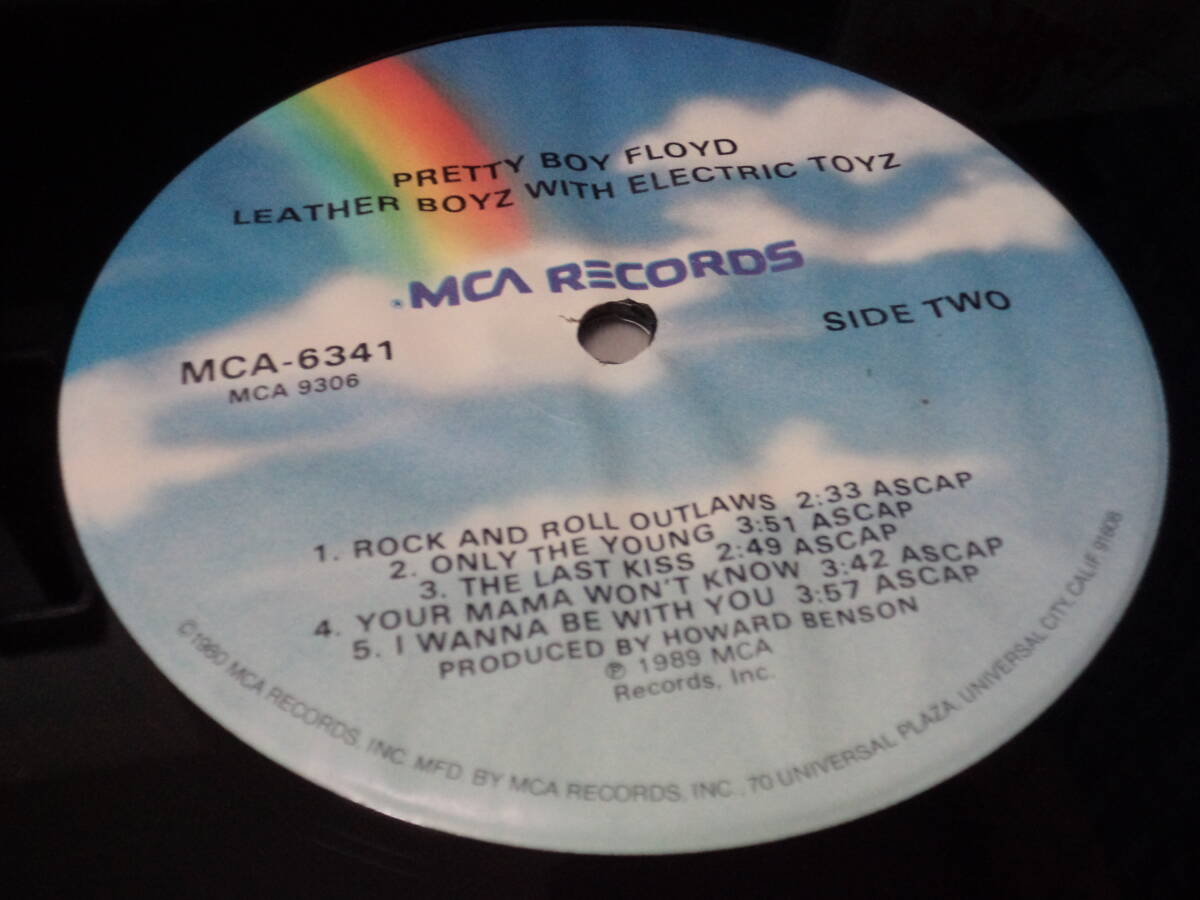 PRETTY BOY FLOYD
LEATHER BOYZ WITH ELECTRIC TOYZ
® MCA RECORDS
MCA-6341
MCA 9306
SIDE TWO
1. ROCK AND ROLL OUTLAWS 2:33 ASCAP
2. ONLY THE YOUNG 3:51 ASCAP
3. THE LAST KISS 2:49 ASCAP
4. YOUR MAMA WON'T KNOW 3:42 ASCAP
5. I WANNA BE WITH YOU 3:57 ASCAP
PRODUCED BY HOWARD BENSON
℗ 1989 MCA
Records, Inc.
©1980 MCA RECORDS, INC. MFD. BY MCA RECORDS, INC., 70 UNIVERSAL PLAZA, UNIVERSAL CITY, CALIF. 91608